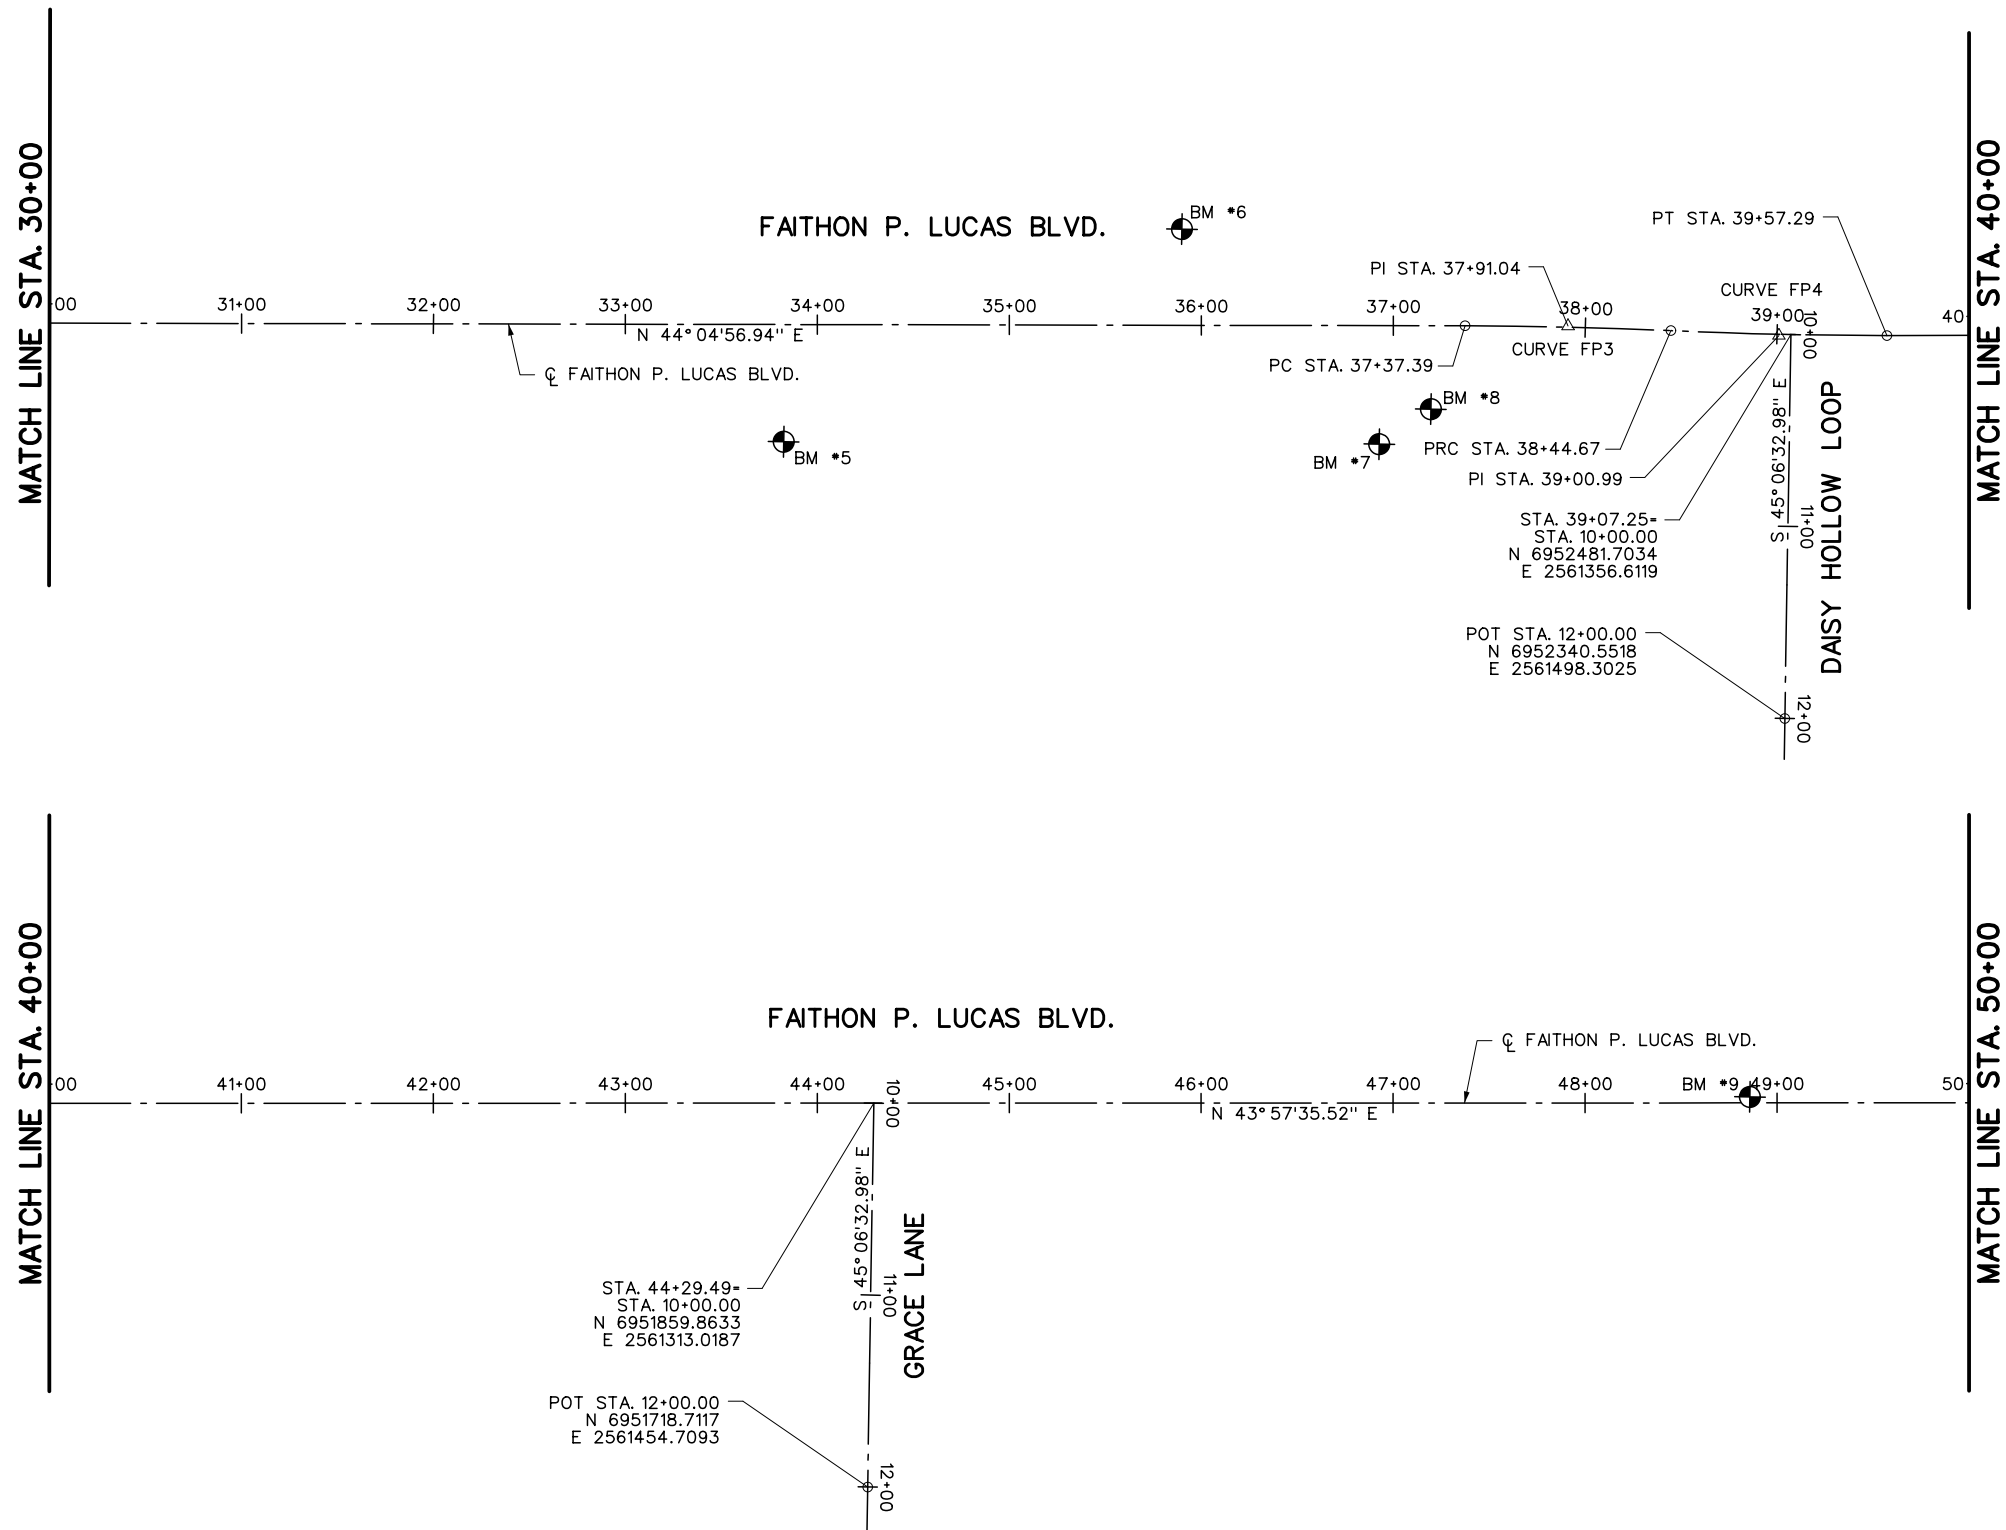 MATCH LINE STA. 30+00
MATCH LINE STA. 40+00
FAITHON P. LUCAS BLVD.
BM *6
PT STA. 39+57.29
PI STA. 37+91.04
CURVE FP4
00
31+00
32+00
33+00
34+00
35+00
36+00
37+00
38+00
39+00
40
10+00
N 44°04'56.94" E
CURVE FP3
℄ FAITHON P. LUCAS BLVD.
PC STA. 37+37.39
BM *8
BM *5
BM *7
PRC STA. 38+44.67
PI STA. 39+00.99
S 45°06'32.98" E
11+00
DAISY HOLLOW LOOP
STA. 39+07.25=
STA. 10+00.00
N 6952481.7034
E 2561356.6119
POT STA. 12+00.00
N 6952340.5518
E 2561498.3025
12+00
MATCH LINE STA. 40+00
MATCH LINE STA. 50+00
FAITHON P. LUCAS BLVD.
℄ FAITHON P. LUCAS BLVD.
00
41+00
42+00
43+00
44+00
45+00
46+00
47+00
48+00
BM *9
49+00
50
10+00
N 43°57'35.52" E
S 45°06'32.98" E
11+00
GRACE LANE
STA. 44+29.49=
STA. 10+00.00
N 6951859.8633
E 2561313.0187
POT STA. 12+00.00
N 6951718.7117
E 2561454.7093
12+00